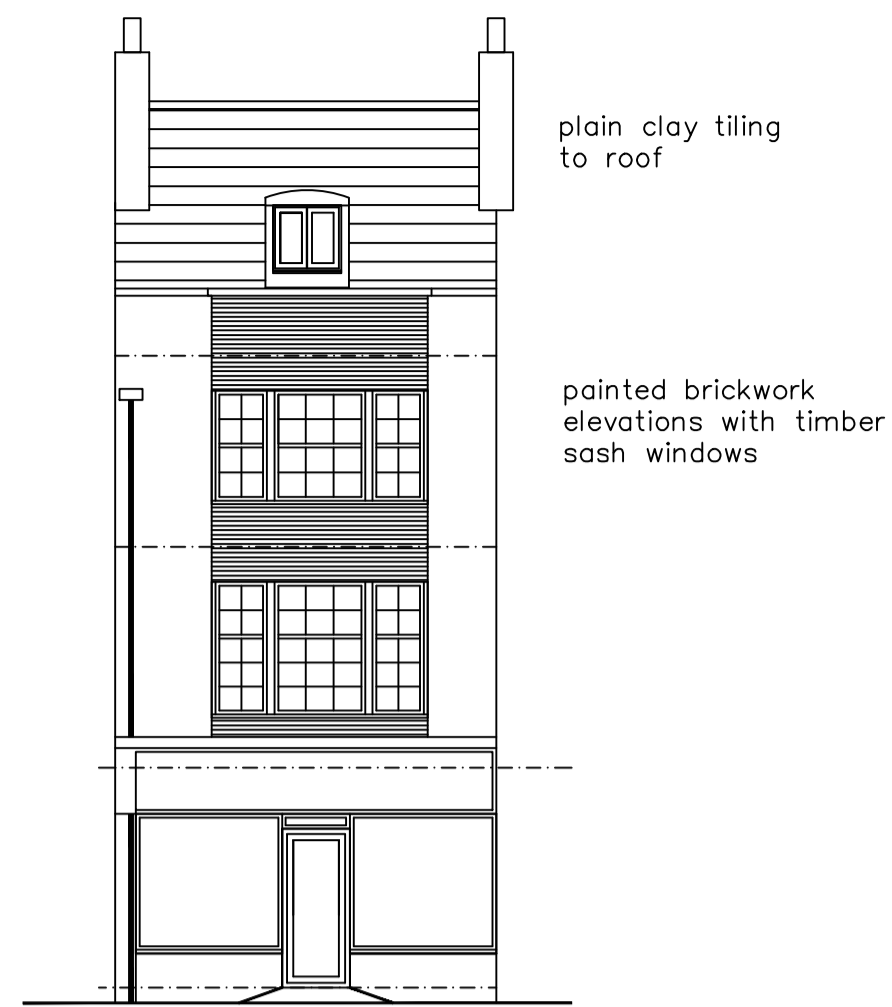 plain clay tiling
to roof
painted brickwork
elevations with timber
sash windows